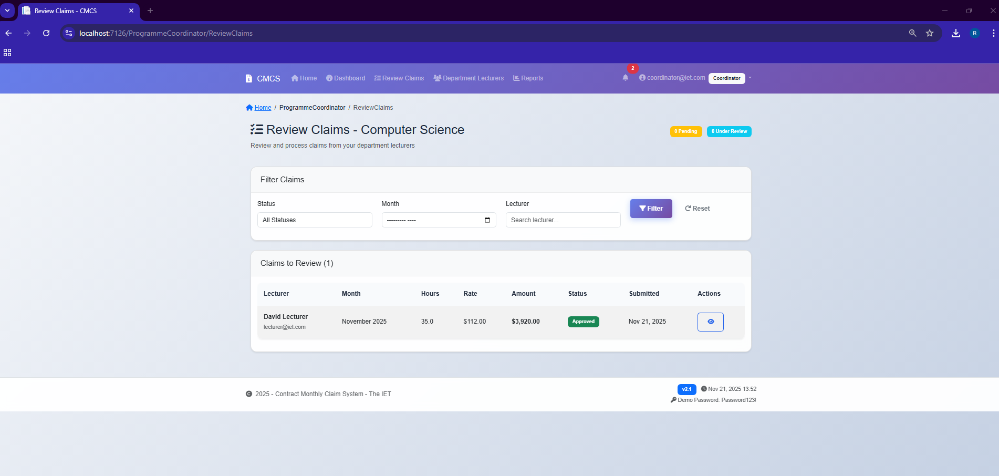 Review Claims - CMCS
localhost:7126/ProgrammeCoordinator/ReviewClaims
R
CMCS Home Dashboard Review Claims Department Lecturers Reports 2 coordinator@iet.com Coordinator
Home / ProgrammeCoordinator / ReviewClaims
Review Claims - Computer Science
0 Pending 0 Under Review
Review and process claims from your department lecturers
Filter Claims
Status Month Lecturer
All Statuses --------- ---- Search lecturer... Filter Reset
Claims to Review (1)
Lecturer Month Hours Rate Amount Status Submitted Actions
David Lecturer
lecturer@iet.com
November 2025 35.0 $112.00 $3,920.00 Approved Nov 21, 2025
2025 - Contract Monthly Claim System - The IET
v2.1 Nov 21, 2025 13:52
Demo Password: Password123!